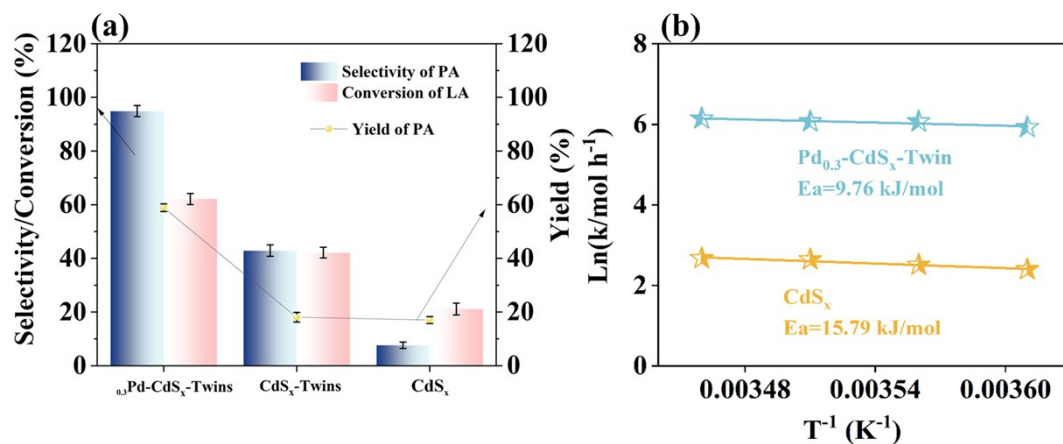 (a)
120
100
80
60
40
20
0
Selectivity/Conversion (%)
Selectivity of PA
Conversion of LA
Yield of PA
120
100
80
60
40
20
0
Yield (%)
₀.₃Pd-CdSₓ-Twins
CdSₓ-Twins
CdSₓ
(b)
8
6
4
2
0
Ln(k/mol h⁻¹)
Pd₀.₃-CdSₓ-Twin
Ea=9.76 kJ/mol
CdSₓ
Ea=15.79 kJ/mol
0.00348
0.00354
0.00360
T⁻¹ (K⁻¹)